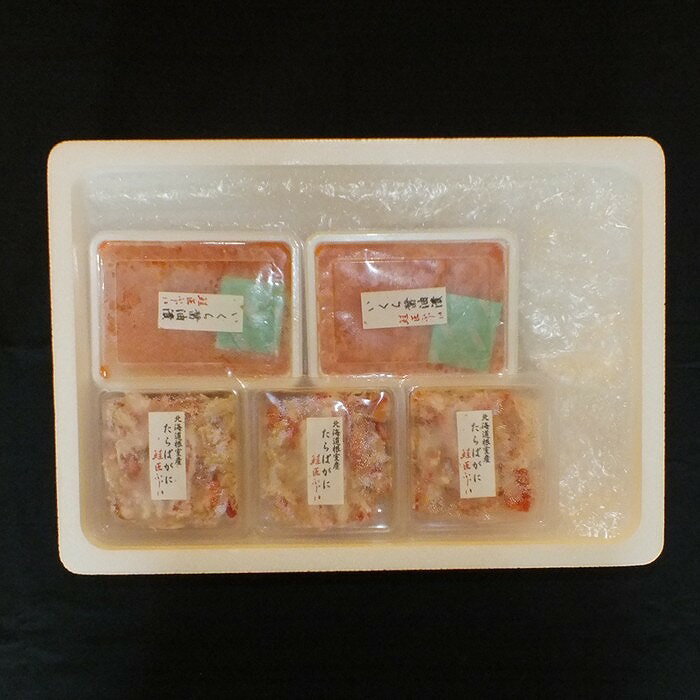 いくら醤油漬
鮭匠ふじい
いくら醤油漬
鮭匠ふじい
北海道根室産
たらばがに
鮭匠ふじい
北海道根室産
たらばがに
鮭匠ふじい
北海道根室産
たらばがに
鮭匠ふじい